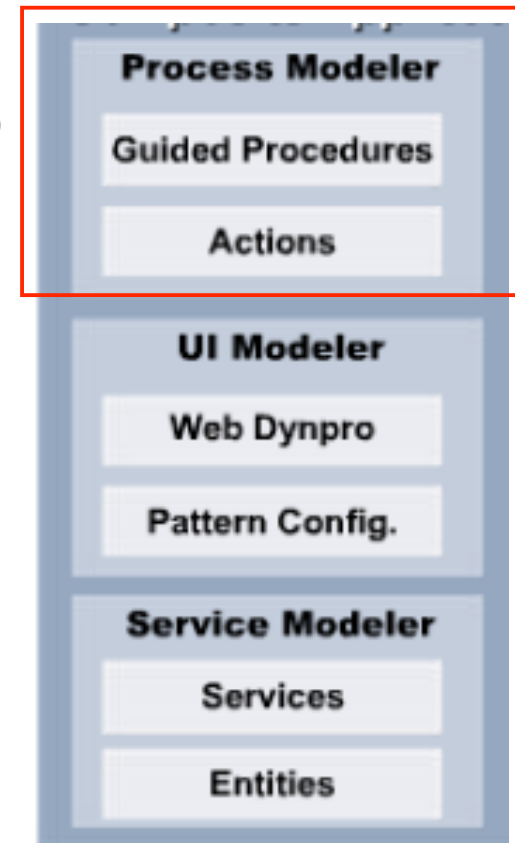 Process Modeler
Guided Procedures
Actions
UI Modeler
Web Dynpro
Pattern Config.
Service Modeler
Services
Entities